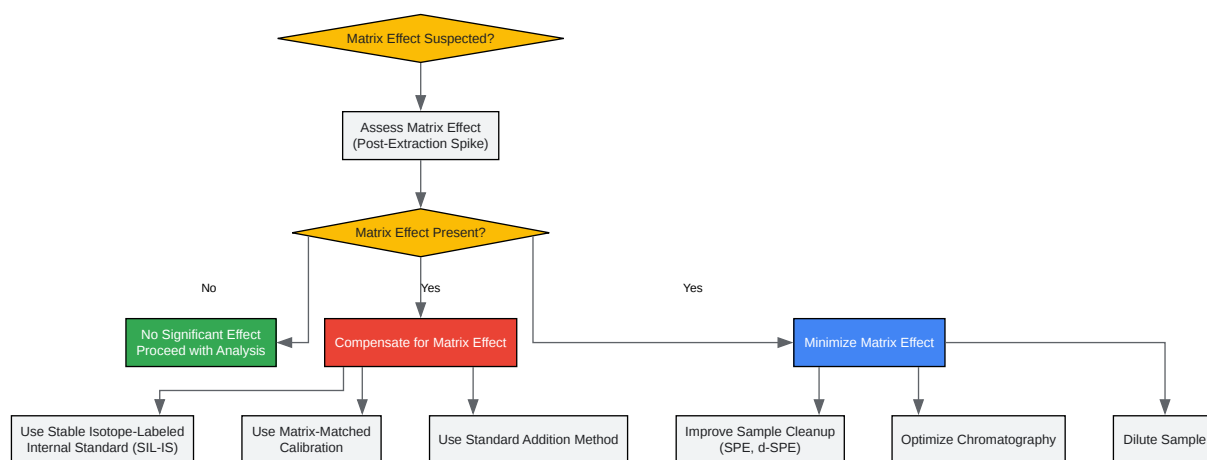 Matrix Effect Suspected?
Assess Matrix Effect
(Post-Extraction Spike)
Matrix Effect Present?
No
Yes
Yes
No Significant Effect
Proceed with Analysis
Compensate for Matrix Effect
Minimize Matrix Effect
Use Stable Isotope-Labeled
Internal Standard (SIL-IS)
Use Matrix-Matched
Calibration
Use Standard Addition Method
Improve Sample Cleanup
(SPE, d-SPE)
Optimize Chromatography
Dilute Sample